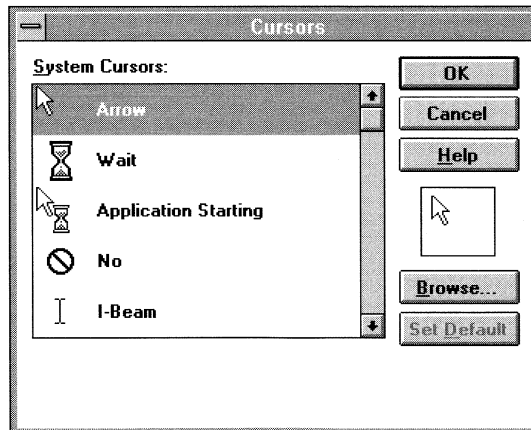 Cursors
System Cursors:
Arrow
Wait
Application Starting
No
I-Beam
OK
Cancel
Help
Browse...
Set Default